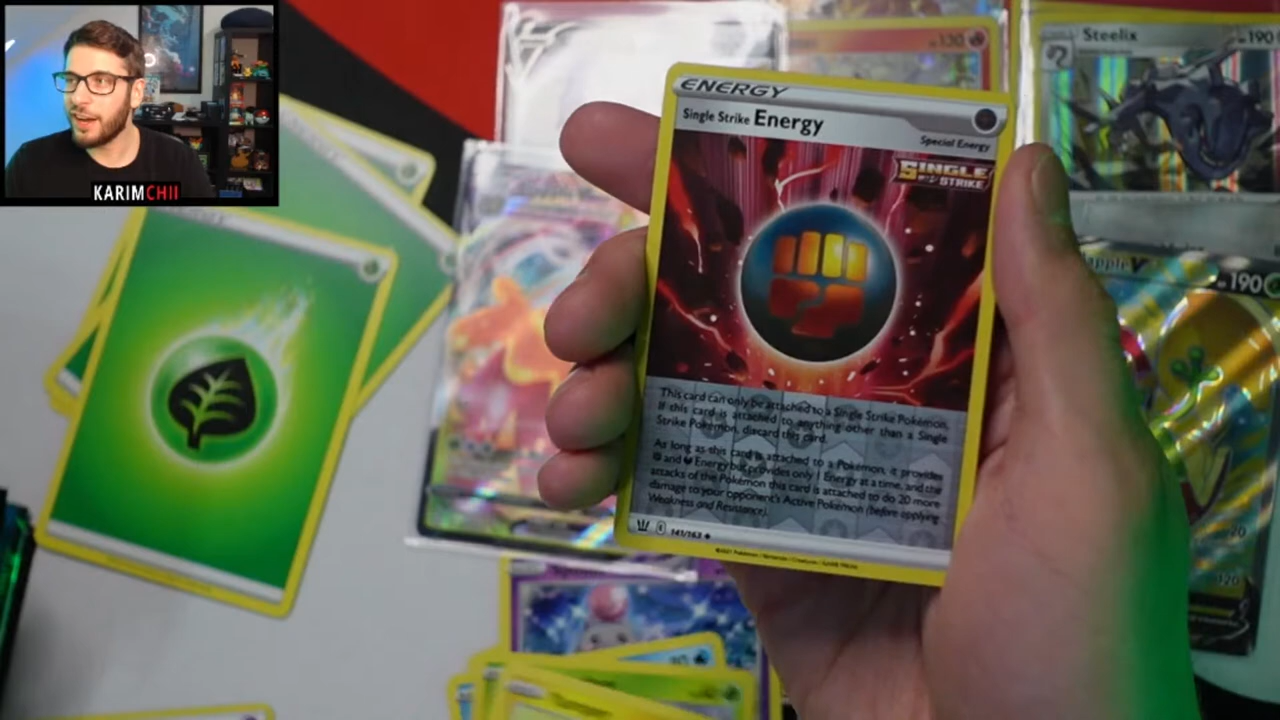 KARIMCHII
130
Steelix
190
ENERGY
Single Strike Energy
Special Energy
SINGLE
STRIKE
This card can only be attached to a Single Strike Pokémon.
If this card is attached to anything other than a Single
Strike Pokémon, discard this card.
As long as this card is attached to a Pokémon, it provides
and Energy but provides only 1 Energy at a time, and the
attacks of the Pokémon this card is attached to do 20 more
damage to your opponent's Active Pokémon (before applying
Weakness and Resistance).
141/163
190
120